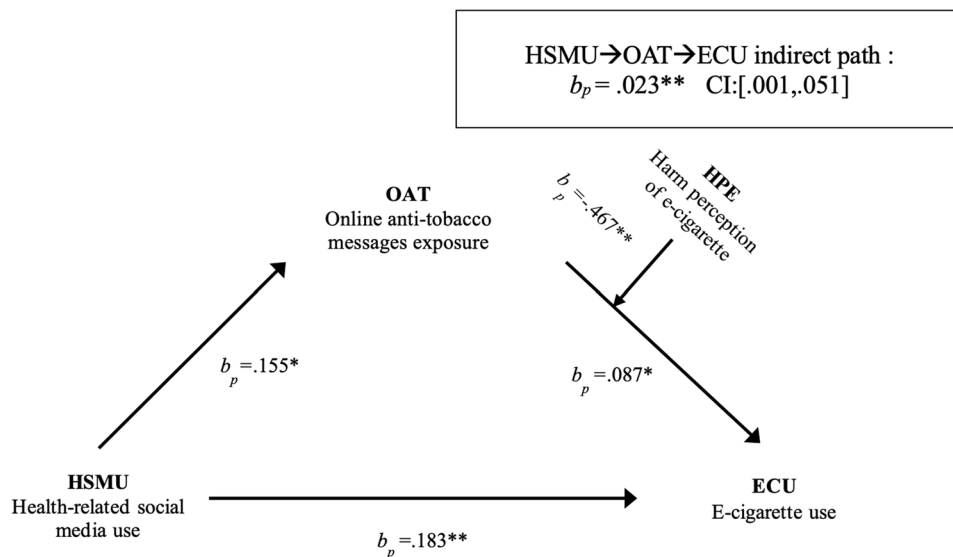 HSMU→OAT→ECU indirect path :
bp = .023** CI:[.001,.051]
OAT
Online anti-tobacco
messages exposure
bp=-.467**
HPE
Harm perception
of e-cigarette
bp=.155*
bp=.087*
HSMU
Health-related social
media use
ECU
E-cigarette use
bp=.183**